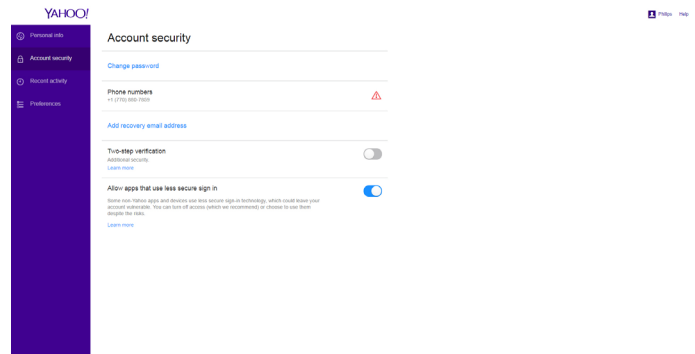 YAHOO!
Philips Help
Personal info
Account security
Recent activity
Preferences
Account security
Change password
Phone numbers
Add recovery email address
Two-step verification
Additional security.
Learn more
Allow apps that use less secure sign in
Some non-Yahoo apps and devices use less secure sign-in technology, which could leave your
account vulnerable. You can turn off access (which we recommend) or choose to use them
despite the risks.
Learn more